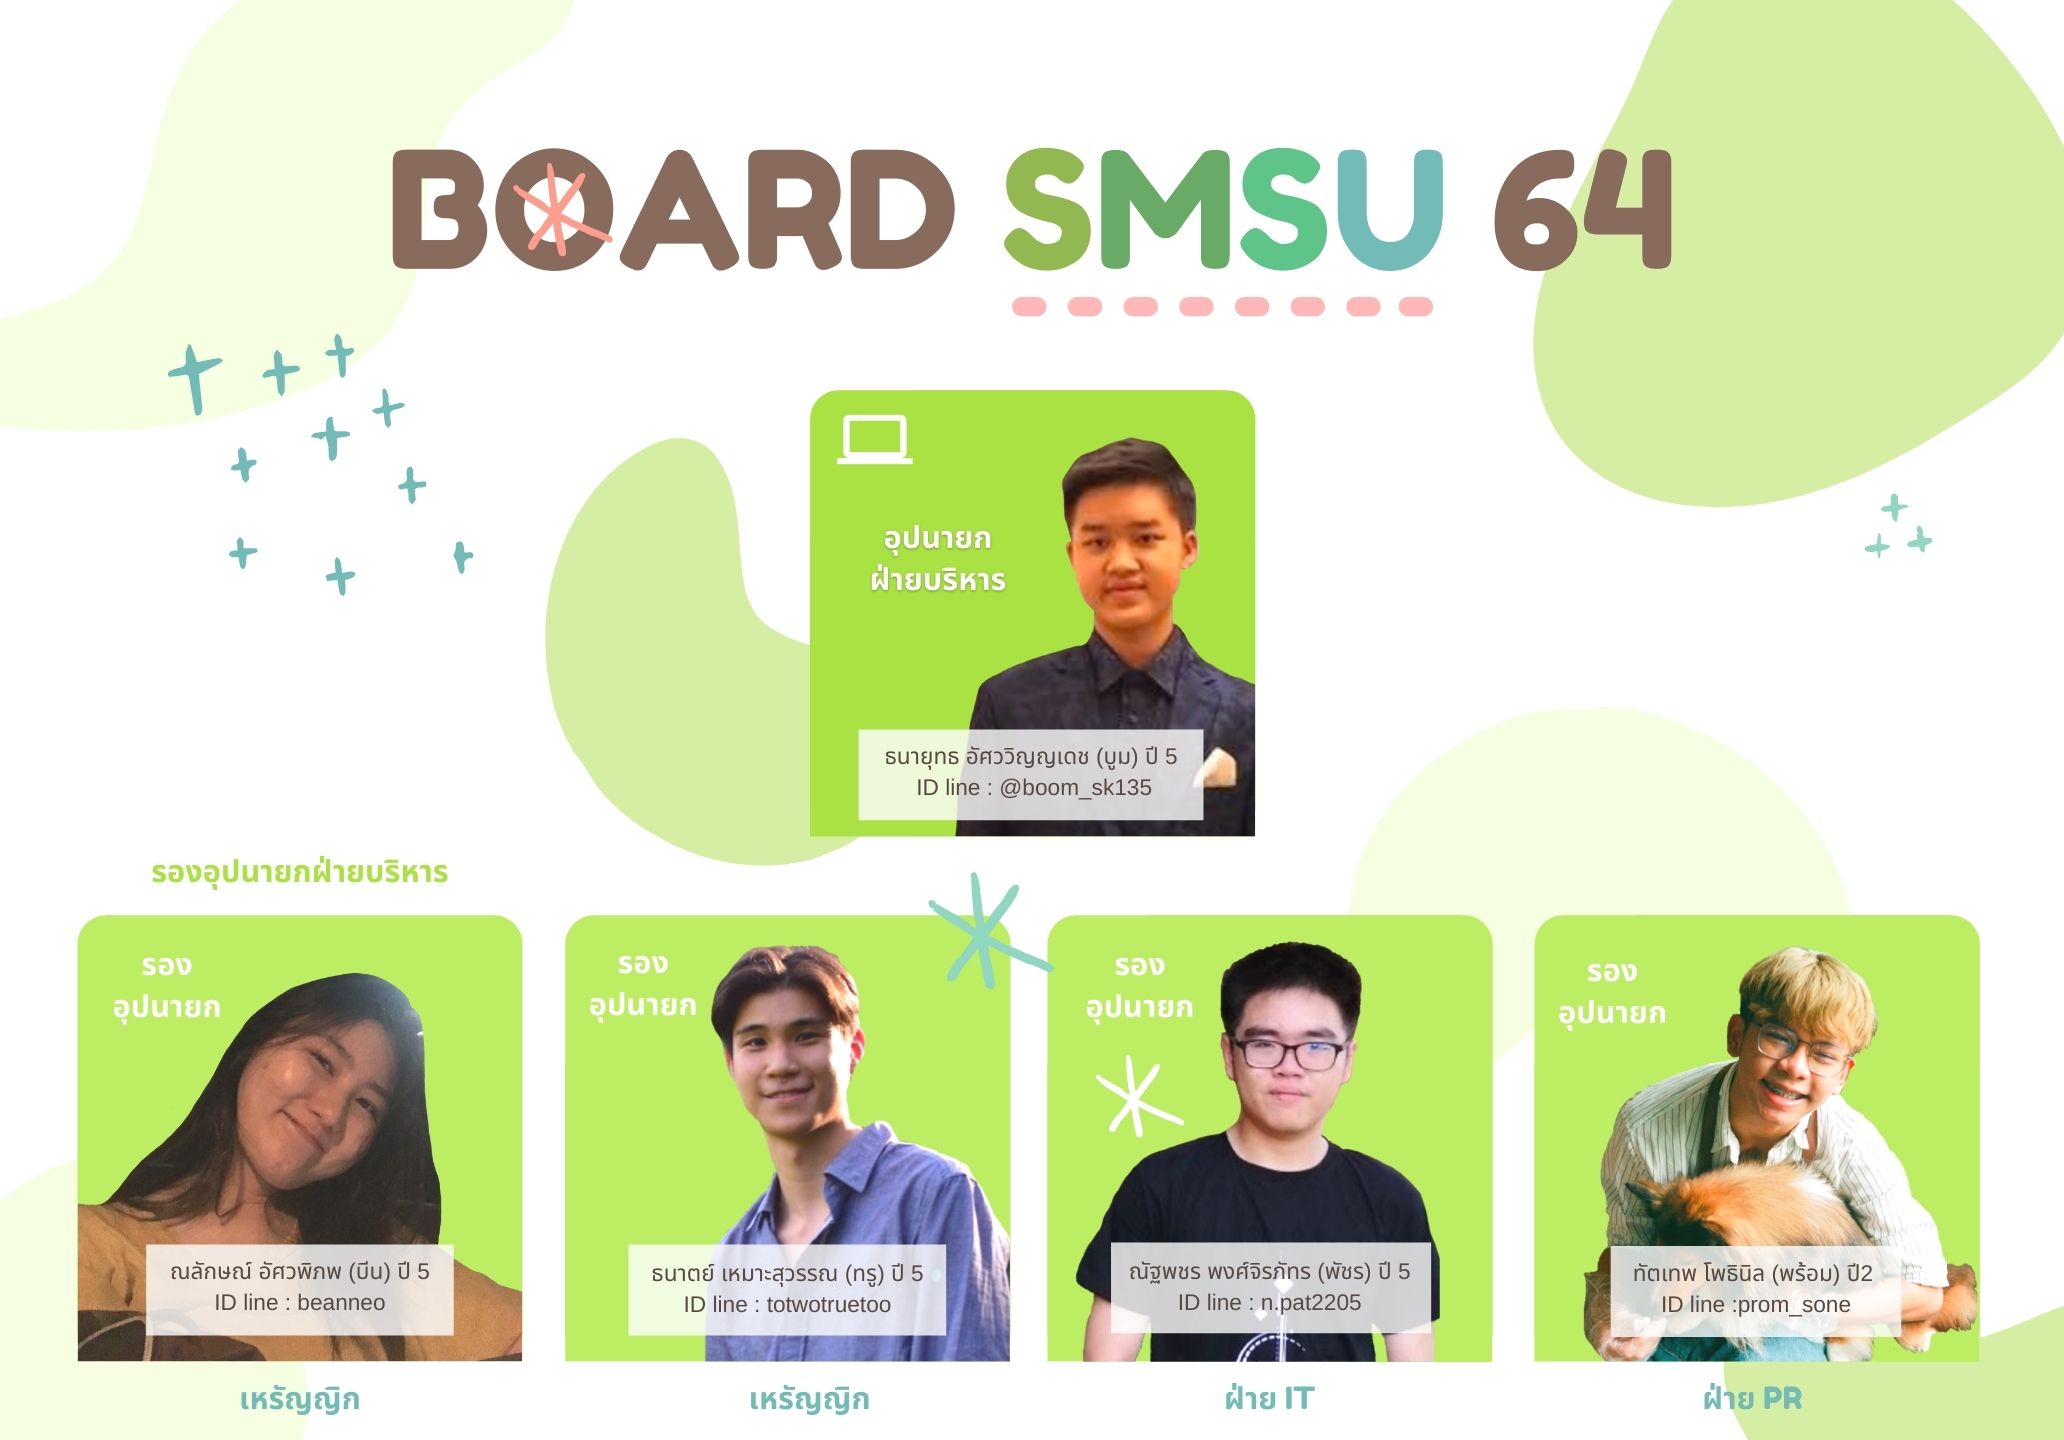 BOARD SMSU 64
อุปนายก
ฝ่ายบริหาร
ธนายุทธ อัศววิญญเดช (บูม) ปี 5
ID line : @boom_sk135
รองอุปนายกฝ่ายบริหาร
รอง
อุปนายก
ณลักษณ์ อัศวพิภพ (บีน) ปี 5
ID line : beanneo
เหรัญญิก
รอง
อุปนายก
ธนาตย์ เหมาะสุวรรณ (ทรู) ปี 5
ID line : totwotruetoo
เหรัญญิก
รอง
อุปนายก
ณัฐพชร พงศ์จิรภัทร (พัชร) ปี 5
ID line : n.pat2205
ฝ่าย IT
รอง
อุปนายก
ทัตเทพ โพธินิล (พร้อม) ปี2
ID line :prom_sone
ฝ่าย PR